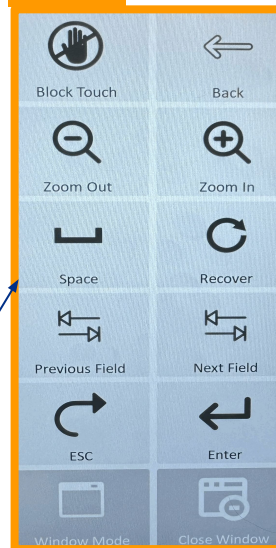 Block Touch
Back
Zoom Out
Zoom In
Space
Recover
Previous Field
Next Field
ESC
Enter
Window Mode
Close Window